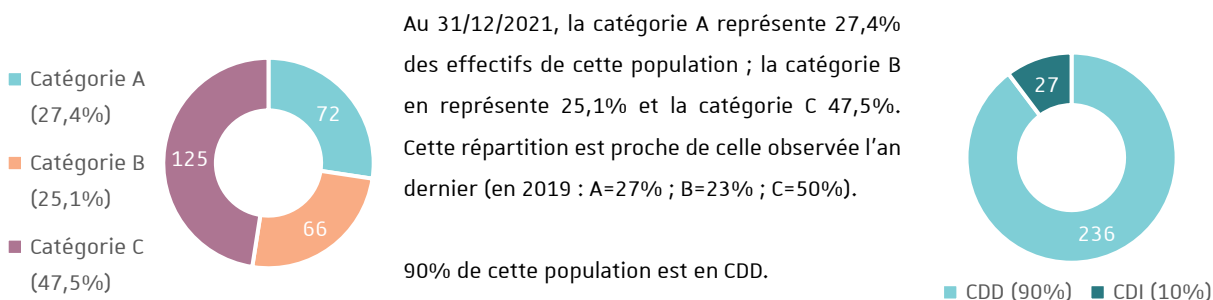 Catégorie A
(27,4%)
Catégorie B
(25,1%)
Catégorie C
(47,5%)
72
125
66
Au 31/12/2021, la catégorie A représente 27,4%
des effectifs de cette population ; la catégorie B
en représente 25,1% et la catégorie C 47,5%.
Cette répartition est proche de celle observée l'an
dernier (en 2019 : A=27% ; B=23% ; C=50%).
90% de cette population est en CDD.
27
236
CDD (90%) CDI (10%)